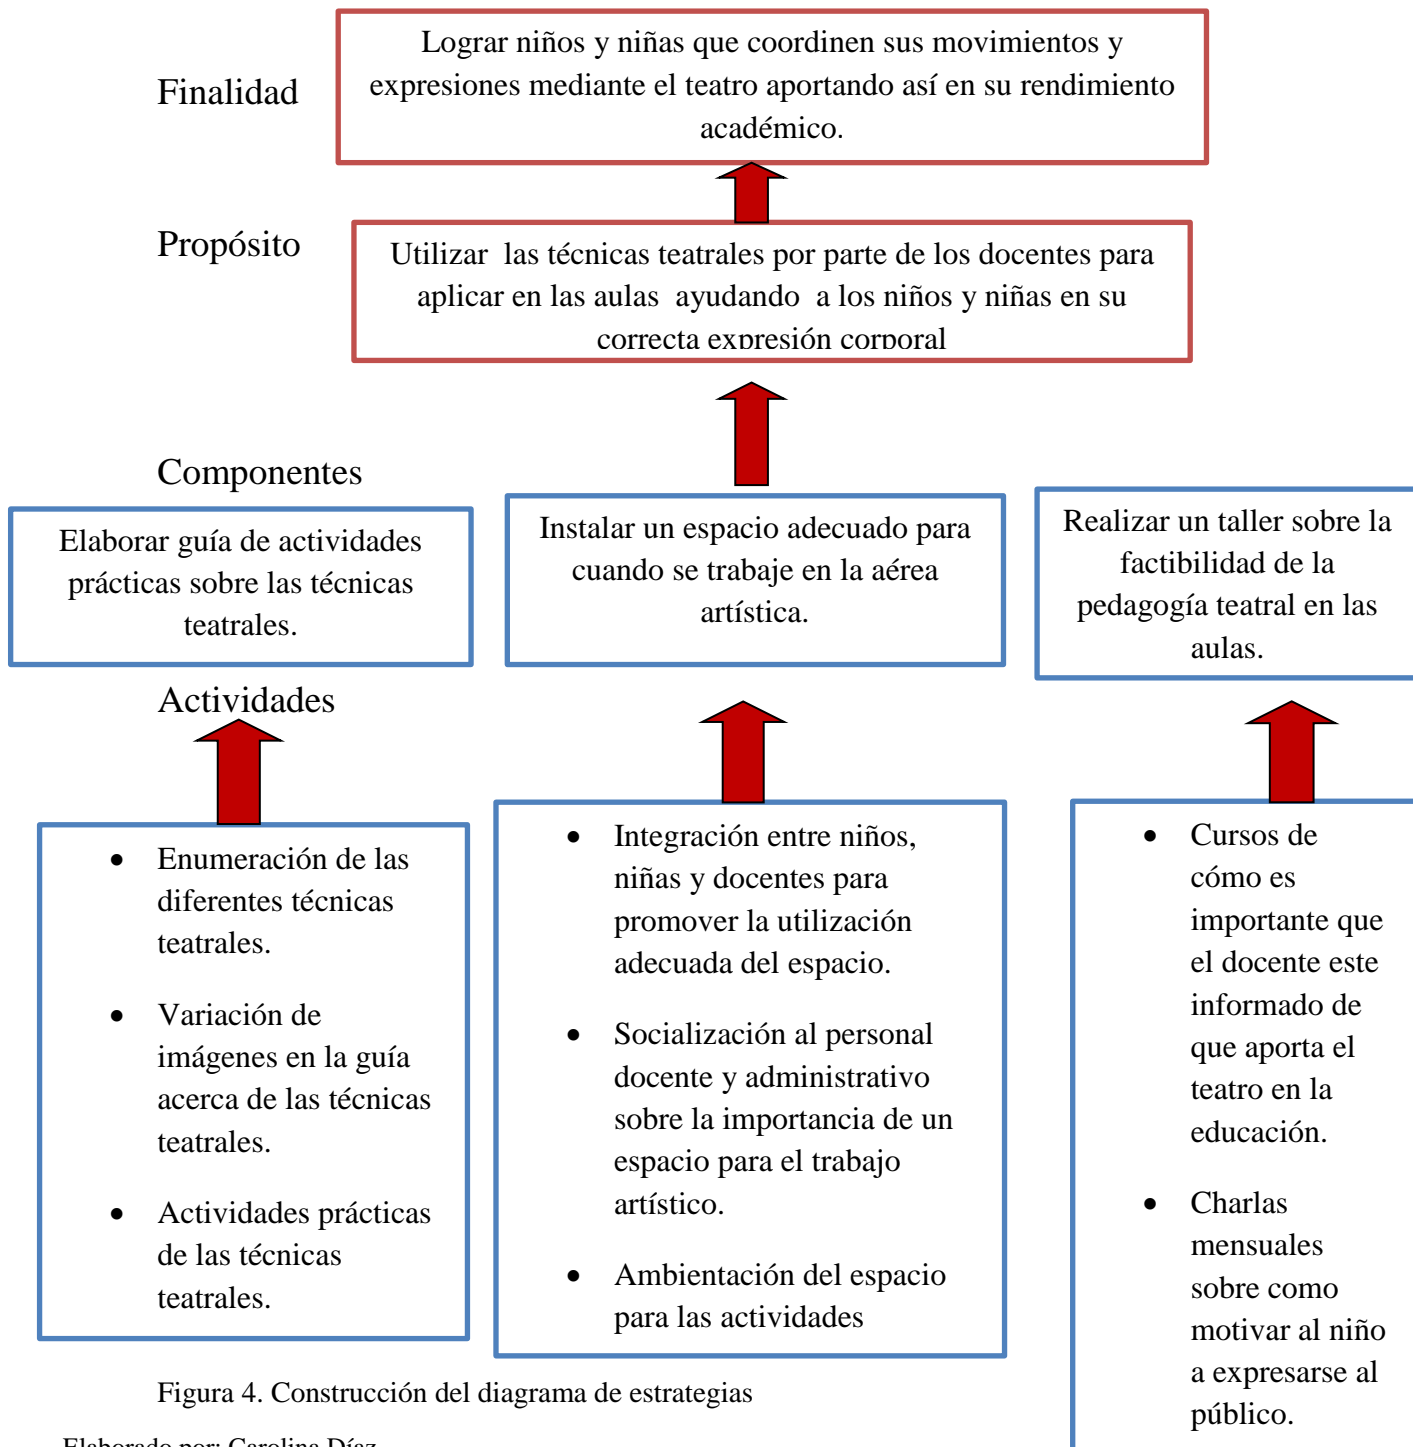 Finalidad
Lograr niños y niñas que coordinen sus movimientos y
expresiones mediante el teatro aportando así en su rendimiento
académico.
Propósito
Utilizar  las técnicas teatrales por parte de los docentes para
aplicar en las aulas  ayudando  a los niños y niñas en su
correcta expresión corporal
Componentes
Elaborar guía de actividades
prácticas sobre las técnicas
teatrales.
Instalar un espacio adecuado para
cuando se trabaje en la aérea
artística.
Realizar un taller sobre la
factibilidad de la
pedagogía teatral en las
aulas.
Actividades
• Enumeración de las
diferentes técnicas
teatrales.
• Variación de
imágenes en la guía
acerca de las técnicas
teatrales.
• Actividades prácticas
de las técnicas
teatrales.
• Integración entre niños,
niñas y docentes para
promover la utilización
adecuada del espacio.
• Socialización al personal
docente y administrativo
sobre la importancia de un
espacio para el trabajo
artístico.
• Ambientación del espacio
para las actividades
• Cursos de
cómo es
importante que
el docente este
informado de
que aporta el
teatro en la
educación.
• Charlas
mensuales
sobre como
motivar al niño
a expresarse al
público.
Figura 4. Construcción del diagrama de estrategias
Elaborado por: Carolina Díaz